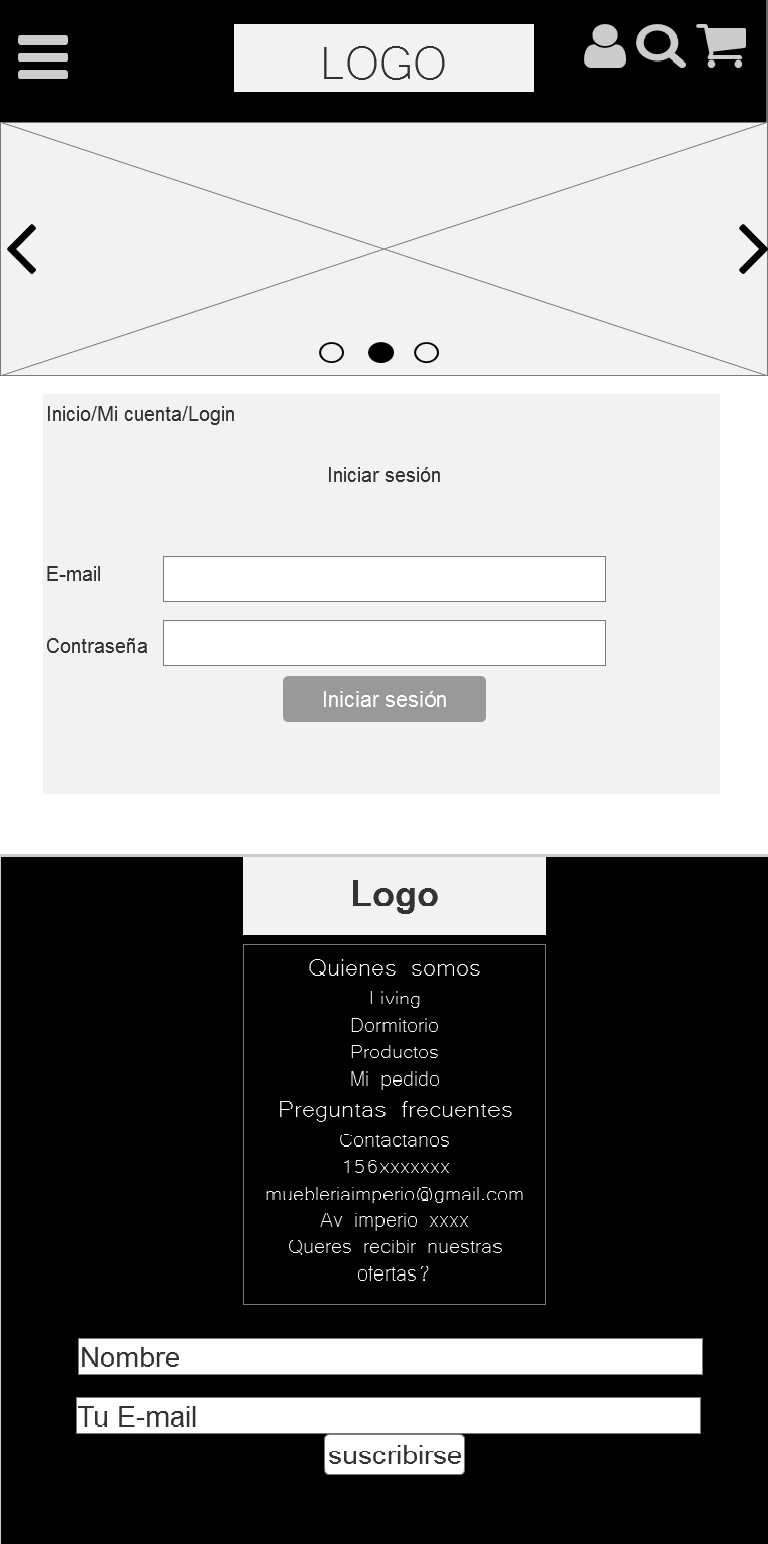 LOGO
Inicio/Mi cuenta/Login
Iniciar sesión
E-mail
Contraseña
Iniciar sesión
Logo
Quienes somos
Living
Dormitorio
Productos
Mi pedido
Preguntas frecuentes
Contactanos
156xxxxxxx
muebleriaimperio@gmail.com
Av imperio xxxx
Queres recibir nuestras
ofertas?
Nombre
Tu E-mail
suscribirse